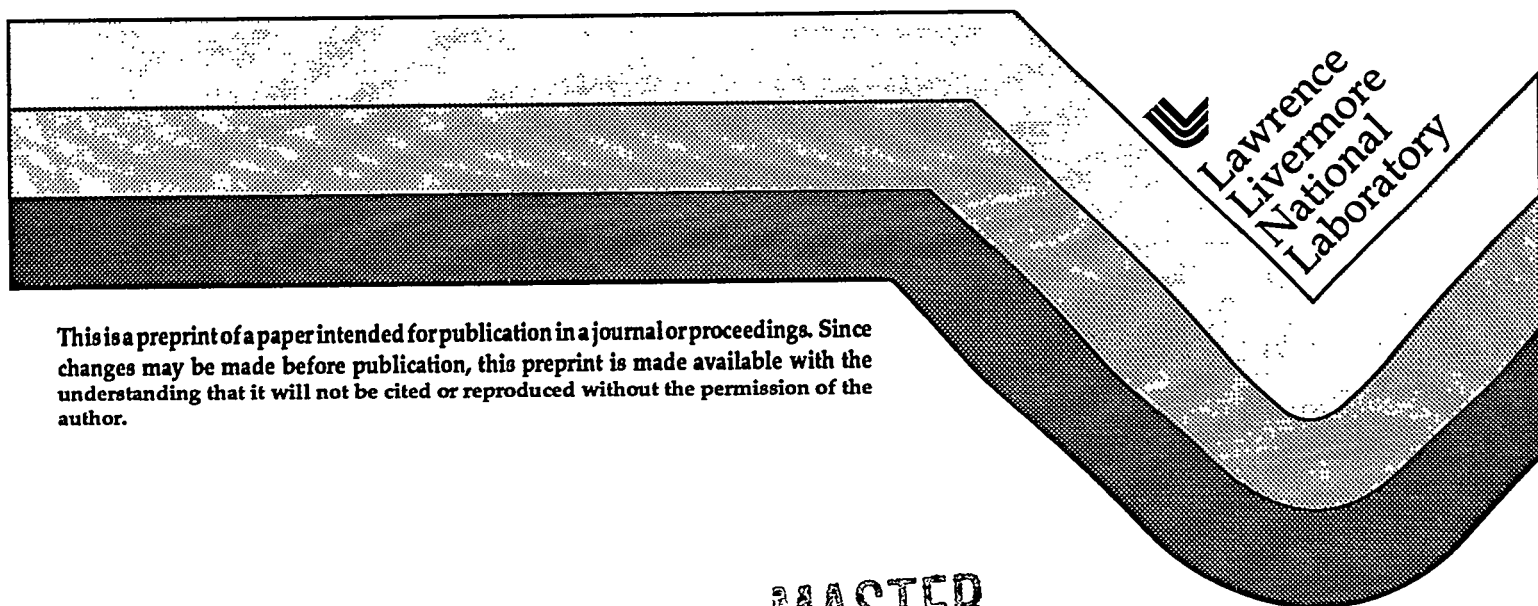 Lawrence
Livermore
National
Laboratory
This is a preprint of a paper intended for publication in a journal or proceedings. Since
changes may be made before publication, this preprint is made available with the
understanding that it will not be cited or reproduced without the permission of the
author.
MASTER